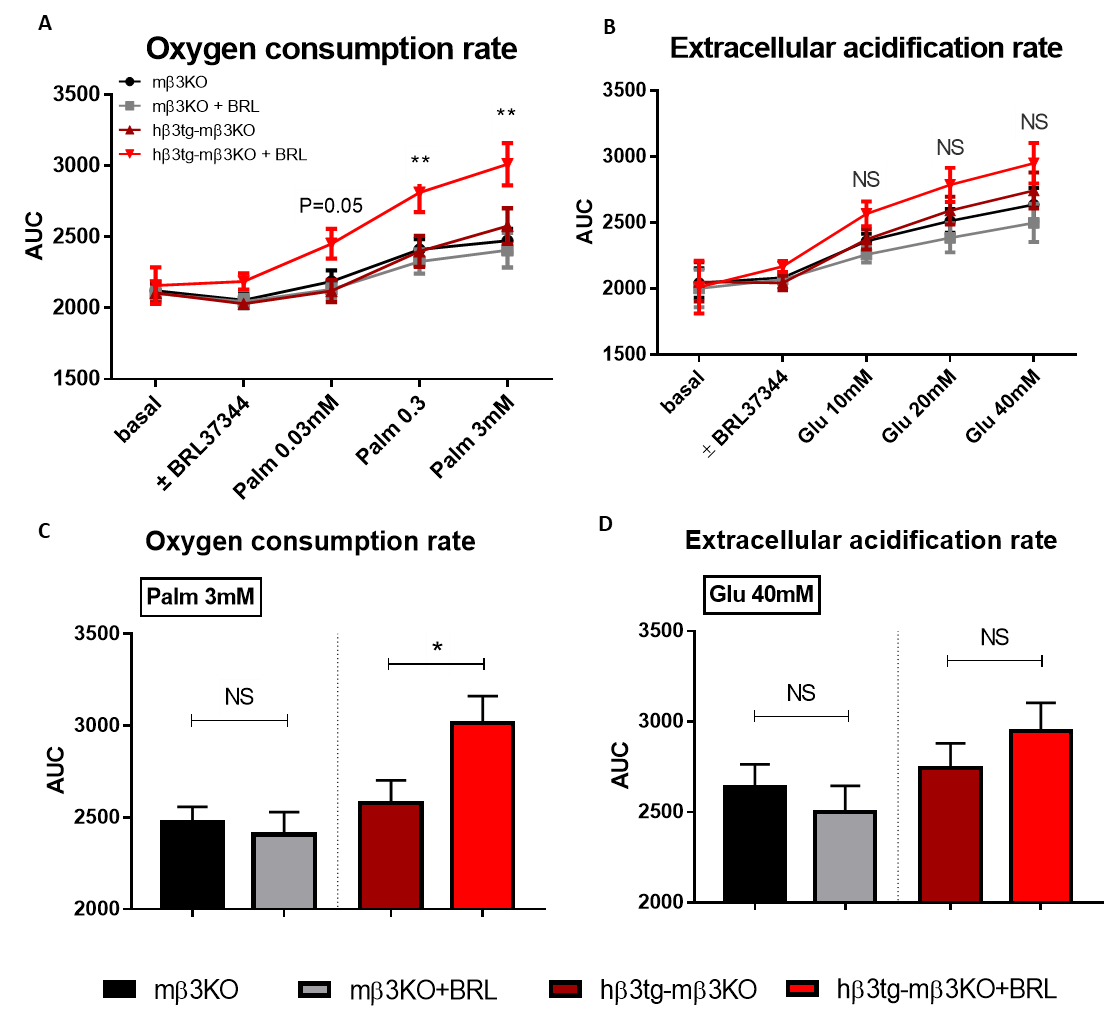 A
Oxygen consumption rate
mβ3KO
mβ3KO + BRL
hβ3tg-mβ3KO
hβ3tg-mβ3KO + BRL
3500
3000
2500
2000
1500
AUC
P=0.05
**
**
basal
± BRL37344
Palm 0.03mM
Palm 0.3
Palm 3mM
B
Extracellular acidification rate
3500
3000
2500
2000
1500
AUC
NS
NS
NS
basal
± BRL37344
Glu 10mM
Glu 20mM
Glu 40mM
C
Oxygen consumption rate
Palm 3mM
3500
3000
2500
2000
AUC
NS
*
D
Extracellular acidification rate
Glu 40mM
3500
3000
2500
2000
AUC
NS
NS
mβ3KO
mβ3KO+BRL
hβ3tg-mβ3KO
hβ3tg-mβ3KO+BRL